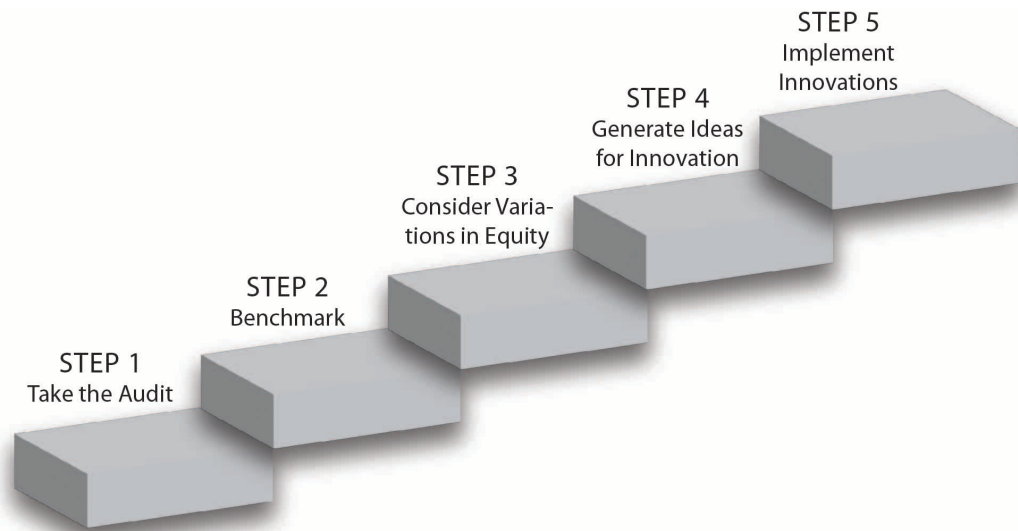 STEP 1
Take the Audit
STEP 2
Benchmark
STEP 3
Consider Varia-
tions in Equity
STEP 4
Generate Ideas
for Innovation
STEP 5
Implement
Innovations